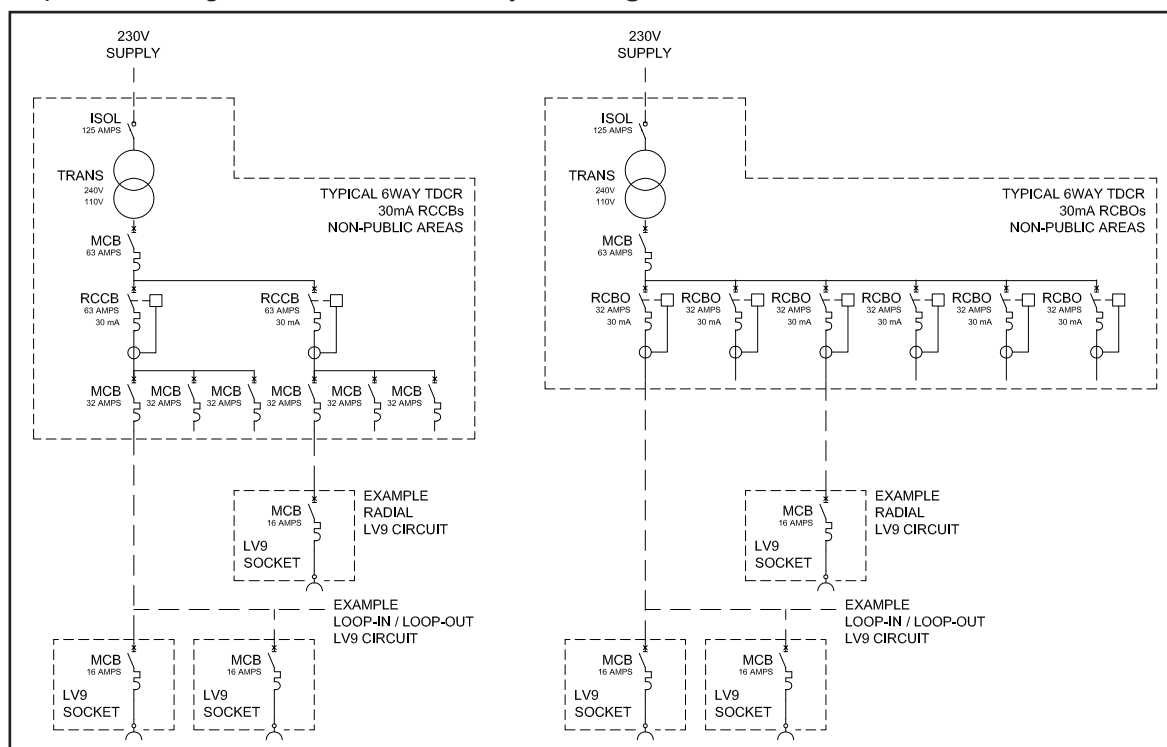 230V
SUPPLY
ISOL
125 AMPS
TRANS
240V
110V
TYPICAL 6WAY TDCR
30mA RCCBs
NON-PUBLIC AREAS
MCB
63 AMPS
RCCB
63 AMPS
30 mA
RCCB
63 AMPS
30 mA
MCB
32 AMPS
MCB
32 AMPS
MCB
32 AMPS
MCB
32 AMPS
MCB
32 AMPS
MCB
32 AMPS
MCB
16 AMPS
LV9
SOCKET
EXAMPLE
RADIAL
LV9 CIRCUIT
EXAMPLE
LOOP-IN / LOOP-OUT
LV9 CIRCUIT
MCB
16 AMPS
LV9
SOCKET
MCB
16 AMPS
LV9
SOCKET
230V
SUPPLY
ISOL
125 AMPS
TRANS
240V
110V
TYPICAL 6WAY TDCR
30mA RCBOs
NON-PUBLIC AREAS
MCB
63 AMPS
RCBO
32 AMPS
30 mA
RCBO
32 AMPS
30 mA
RCBO
32 AMPS
30 mA
RCBO
32 AMPS
30 mA
RCBO
32 AMPS
30 mA
RCBO
32 AMPS
30 mA
MCB
16 AMPS
LV9
SOCKET
EXAMPLE
RADIAL
LV9 CIRCUIT
EXAMPLE
LOOP-IN / LOOP-OUT
LV9 CIRCUIT
MCB
16 AMPS
LV9
SOCKET
MCB
16 AMPS
LV9
SOCKET